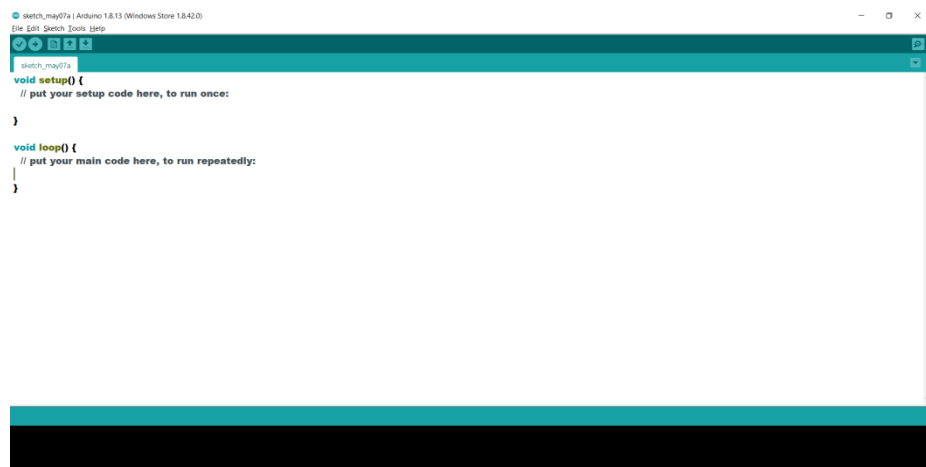 sketch_may07a | Arduino 1.8.13 (Windows Store 1.8.42.0)
File Edit Sketch Tools Help
sketch_may07a
void setup() {
// put your setup code here, to run once:
}
void loop() {
// put your main code here, to run repeatedly:
}